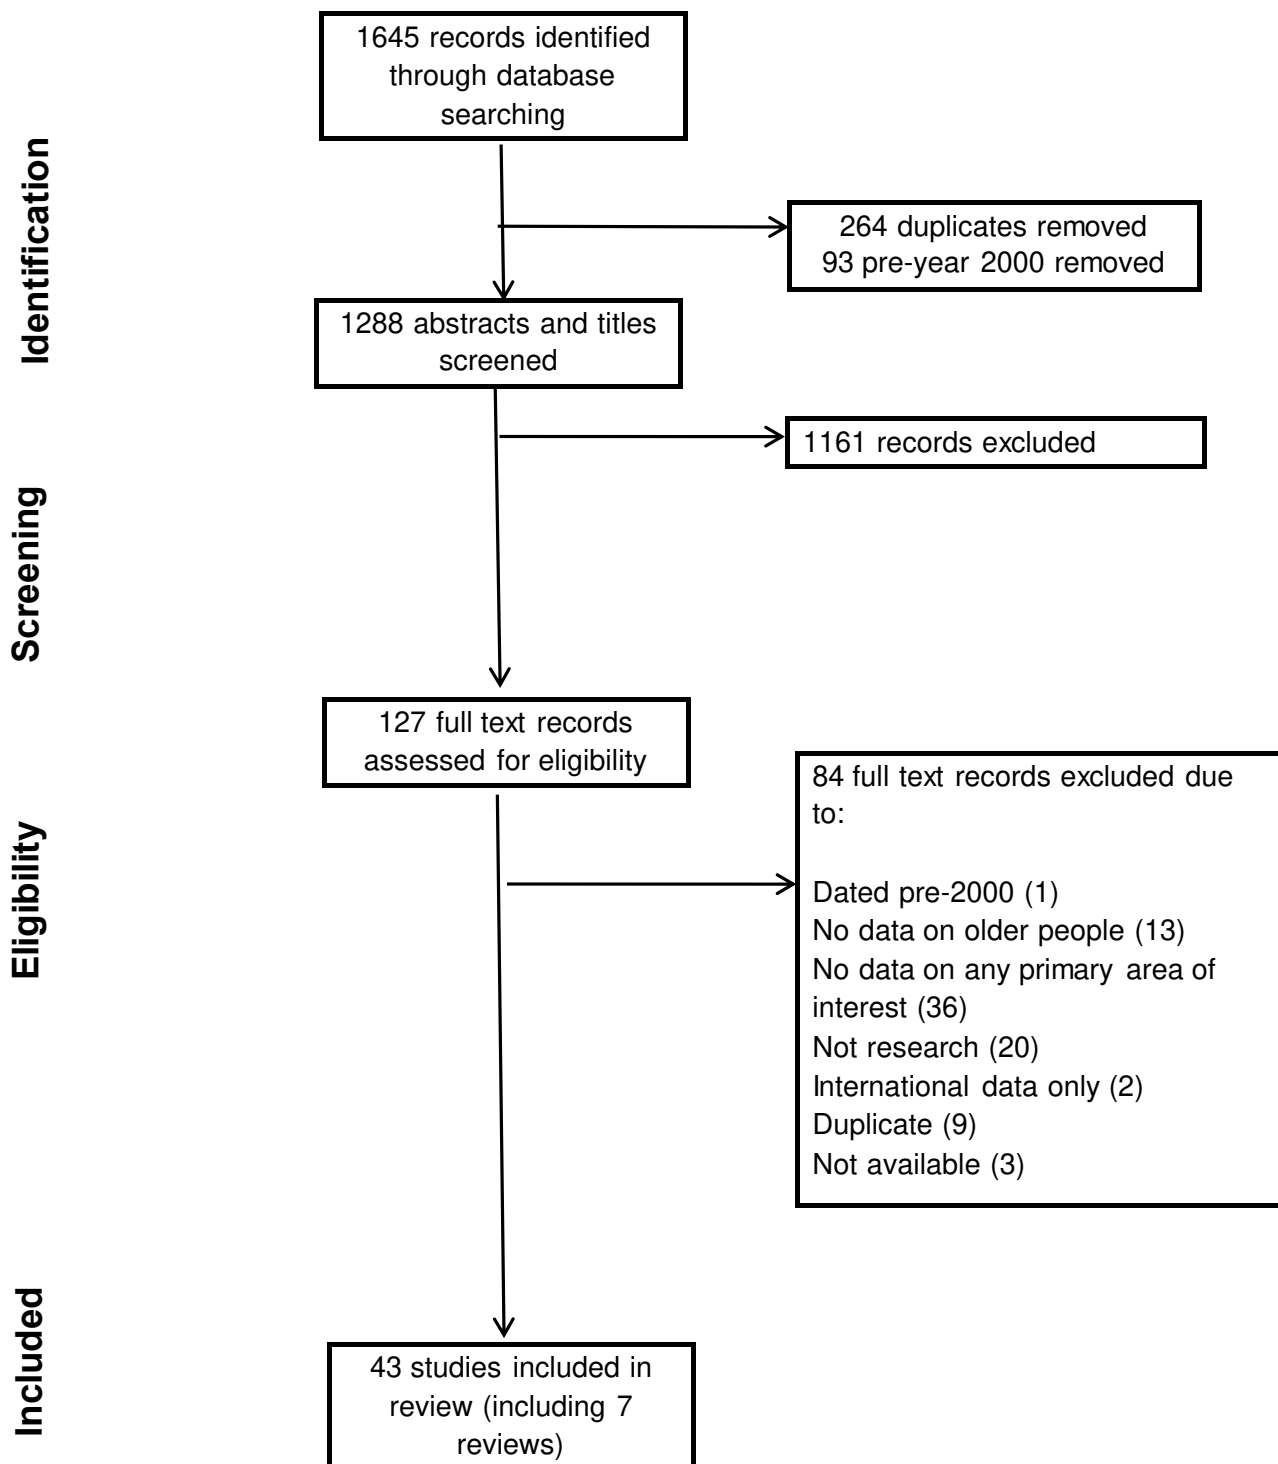 1645 records identified
through database
searching
Identification
264 duplicates removed
93 pre-year 2000 removed
1288 abstracts and titles
screened
1161 records excluded
Screening
127 full text records
assessed for eligibility
Eligibility
84 full text records excluded due
to:
Dated pre-2000 (1)
No data on older people (13)
No data on any primary area of
interest (36)
Not research (20)
International data only (2)
Duplicate (9)
Not available (3)
Included
43 studies included in
review (including 7
reviews)